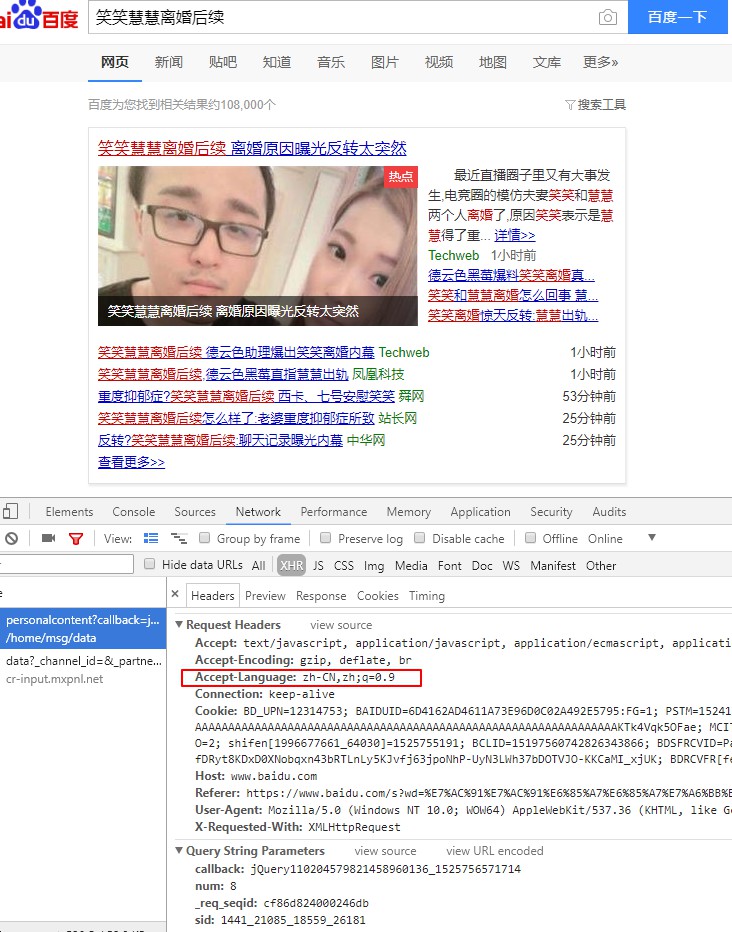 du 百度
笑笑慧慧离婚后续
百度一下
网页 新闻 贴吧 知道 音乐 图片 视频 地图 文库 更多»
百度为您找到相关结果约108,000个
搜索工具
笑笑慧慧离婚后续 离婚原因曝光反转太突然
热点
笑笑慧慧离婚后续 离婚原因曝光反转太突然
最近直播圈子里又有大事发
生,电竞圈的模仿夫妻笑笑和慧慧
两个人离婚了,原因笑笑表示是慧
慧得了重... 详情>>
Techweb 1小时前
德云色黑莓爆料笑笑离婚真...
笑笑和慧慧离婚怎么回事 慧...
笑笑离婚惊天反转:慧慧出轨...
笑笑慧慧离婚后续 德云色助理爆出笑笑离婚内幕 Techweb 1小时前
笑笑慧慧离婚后续,德云色黑莓直指慧慧出轨 凤凰科技 1小时前
重度抑郁症?笑笑慧慧离婚后续 西卡、七号安慰笑笑 舜网 53分钟前
笑笑慧慧离婚后续怎么样了:老婆重度抑郁症所致 站长网 25分钟前
反转?笑笑慧慧离婚后续:聊天记录曝光内幕 中华网 25分钟前
查看更多>>
Elements Console Sources Network Performance Memory Application Security Audits
View: Group by frame Preserve log Disable cache Offline Online
Hide data URLs All XHR JS CSS Img Media Font Doc WS Manifest Other
× Headers Preview Response Cookies Timing
personalcontent?callback=j...
/home/msg/data
data?_channel_id=&_partne...
cr-input.mxpnl.net
Request Headers view source
Accept: text/javascript, application/javascript, application/ecmascript, applicati
Accept-Encoding: gzip, deflate, br
Accept-Language: zh-CN,zh;q=0.9
Connection: keep-alive
Cookie: BD_UPN=12314753; BAIDUID=6D4162AD4611A73E96D0C02A492E5795:FG=1; PSTM=15241
O=2; shifen[1996677661_64030]=1525755191; BCLID=15197560742826343866; BDSFRCVID=Pa
fDRyt8KDxD0XNobqxn43bRTLnLy5KJvfj63jpoNhP-UyN3LWh37bDOTVJO-KKCaMI_xjUK; BDRCVFR[fe
Host: www.baidu.com
Referer: https://www.baidu.com/s?wd=%E7%AC%91%E7%AC%91%E6%85%A7%E6%85%A7%E7%A6%BB%E
User-Agent: Mozilla/5.0 (Windows NT 10.0; WOW64) AppleWebKit/537.36 (KHTML, like Ge
X-Requested-With: XMLHttpRequest
Query String Parameters view source view URL encoded
callback: jQuery110204579821458960136_1525756571714
num: 8
_req_seqid: cf86d824000246db
sid: 1441_21085_18559_26181